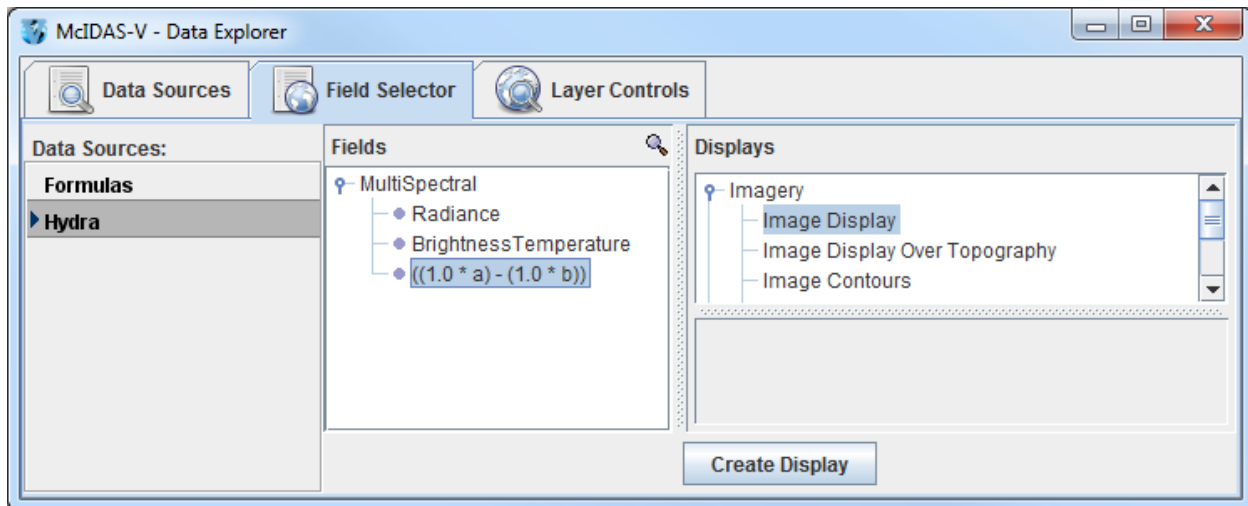 McIDAS-V - Data Explorer
Data Sources
Field Selector
Layer Controls
Data Sources:
Formulas
Hydra
Fields
MultiSpectral
Radiance
BrightnessTemperature
((1.0 * a) - (1.0 * b))
Displays
Imagery
Image Display
Image Display Over Topography
Image Contours
Create Display